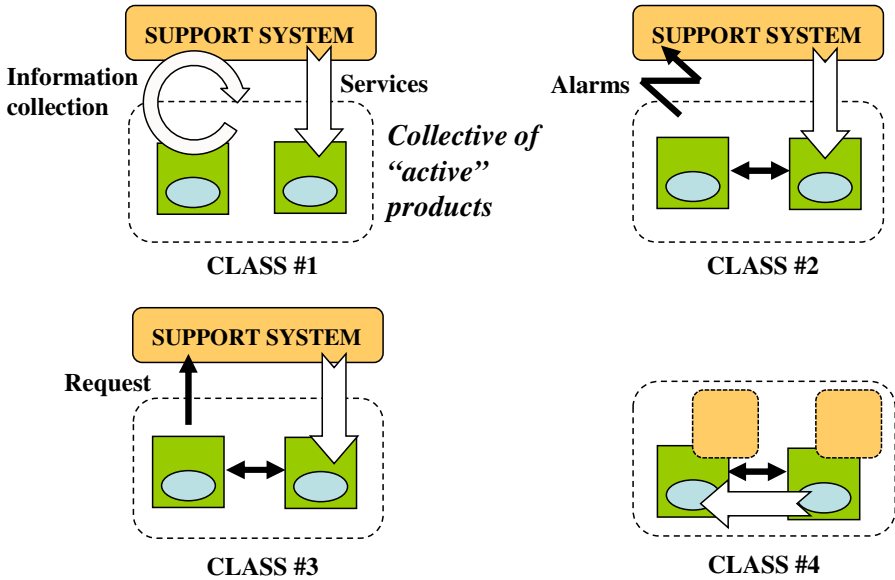 SUPPORT SYSTEM
Information
collection
Services
Collective of
“active”
products
CLASS #1
SUPPORT SYSTEM
Alarms
CLASS #2
SUPPORT SYSTEM
Request
CLASS #3
CLASS #4